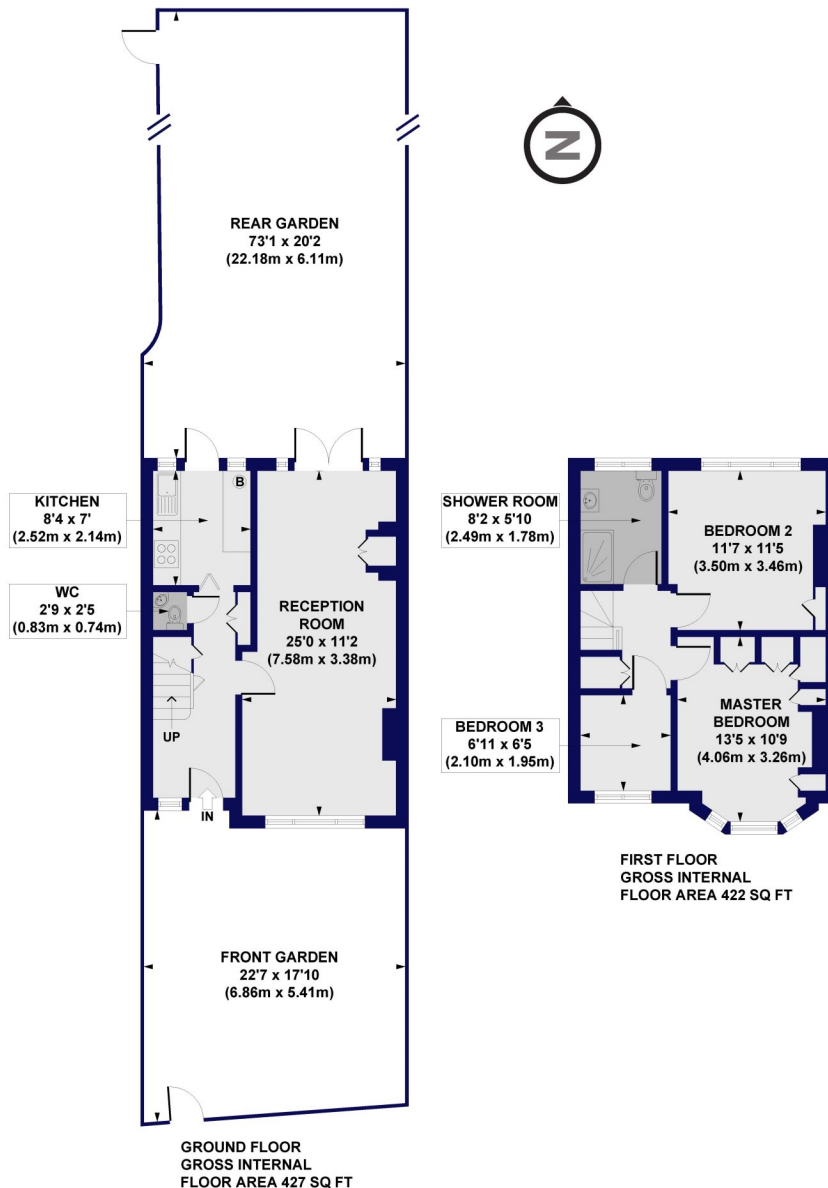 REAR GARDEN
73'1 x 20'2
(22.18m x 6.11m)
N
KITCHEN
8'4 x 7'
(2.52m x 2.14m)
B
WC
2'9 x 2'5
(0.83m x 0.74m)
RECEPTION
ROOM
25'0 x 11'2
(7.58m x 3.38m)
UP
IN
FRONT GARDEN
22'7 x 17'10
(6.86m x 5.41m)
GROUND FLOOR
GROSS INTERNAL
FLOOR AREA 427 SQ FT
SHOWER ROOM
8'2 x 5'10
(2.49m x 1.78m)
BEDROOM 2
11'7 x 11'5
(3.50m x 3.46m)
BEDROOM 3
6'11 x 6'5
(2.10m x 1.95m)
MASTER
BEDROOM
13'5 x 10'9
(4.06m x 3.26m)
FIRST FLOOR
GROSS INTERNAL
FLOOR AREA 422 SQ FT